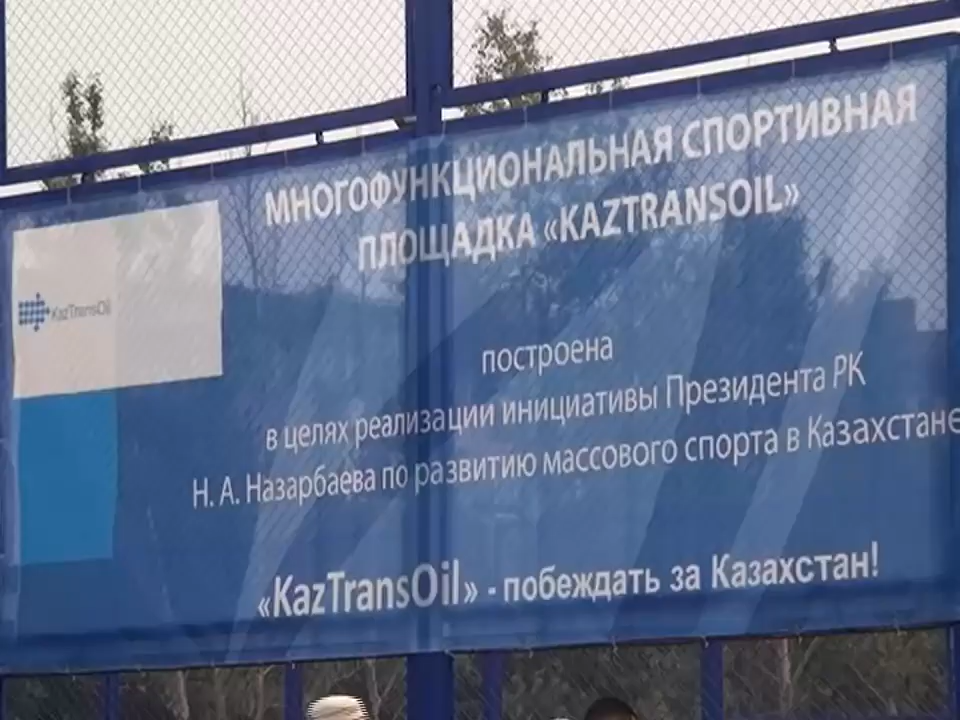 МНОГОФУНКЦИОНАЛЬНАЯ СПОРТИВНАЯ
ПЛОЩАДКА «KAZTRANSOIL»
KazTransOil
построена
в целях реализации инициативы Президента РК
Н. А. Назарбаева по развитию массового спорта в Казахстане
«KazTransOil» - побеждать за Казахстан!